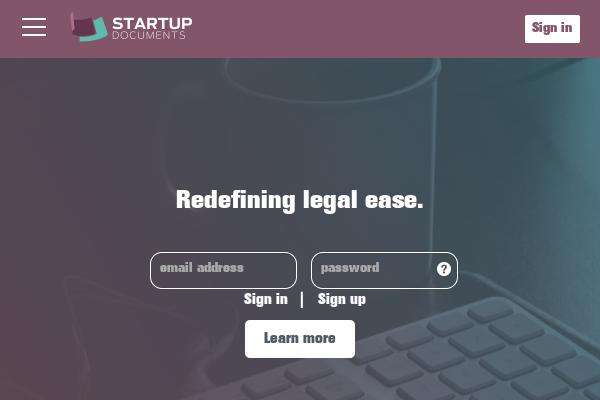 STARTUP
DOCUMENTS
Sign in
Redefining legal ease.
email address
password
?
Sign in | Sign up
Learn more